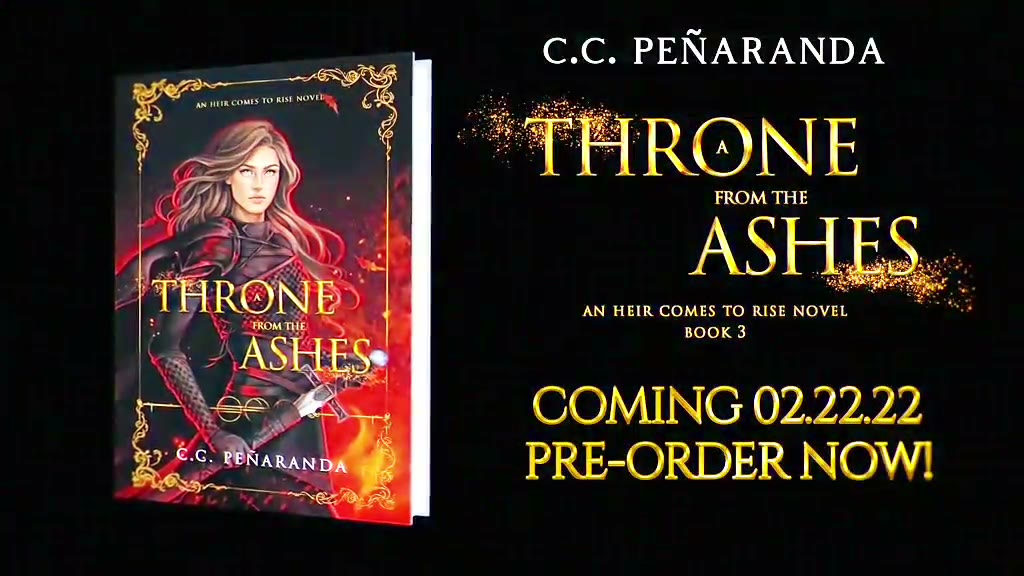 AN HEIR COMES TO RISE NOVEL
A
THRONE
FROM THE
ASHES
C.C. PEÑARANDA
C.C. PEÑARANDA
A
THRONE
FROM THE
ASHES
AN HEIR COMES TO RISE NOVEL
BOOK 3
COMING 02.22.22
PRE-ORDER NOW!